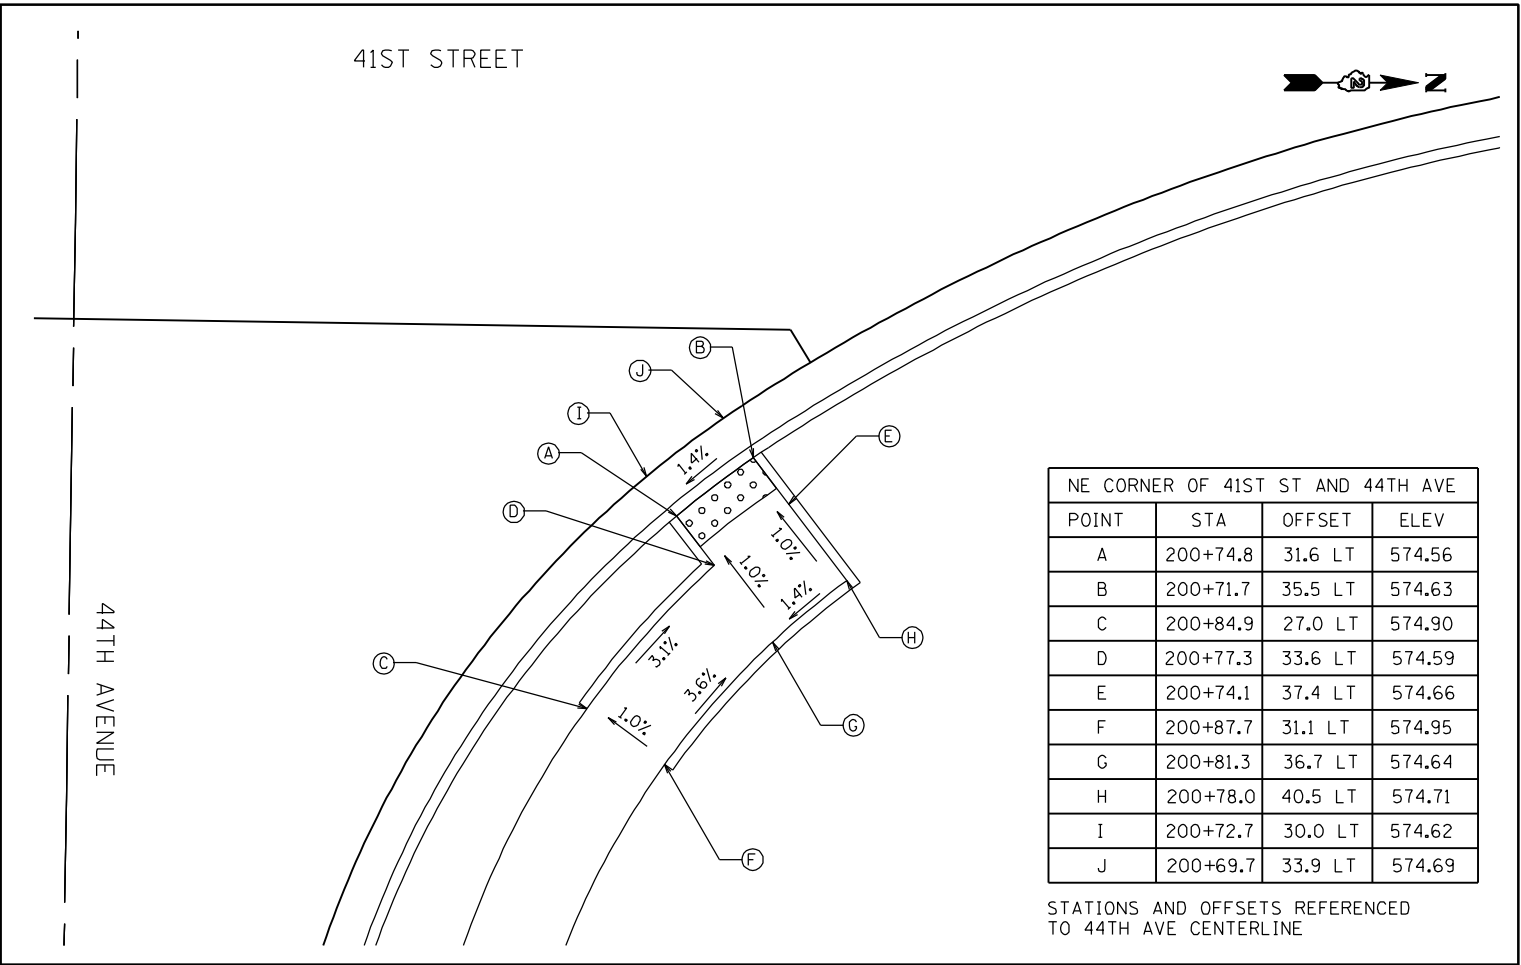 41ST STREET
2
N
B
J
I
E
A
1.4%
D
1.0%
1.0%
1.4%
H
3.1%
C
3.6%
1.0%
G
F
44TH AVENUE
NE CORNER OF 41ST ST AND 44TH AVE
POINT STA OFFSET ELEV
A 200+74.8 31.6 LT 574.56
B 200+71.7 35.5 LT 574.63
C 200+84.9 27.0 LT 574.90
D 200+77.3 33.6 LT 574.59
E 200+74.1 37.4 LT 574.66
F 200+87.7 31.1 LT 574.95
G 200+81.3 36.7 LT 574.64
H 200+78.0 40.5 LT 574.71
I 200+72.7 30.0 LT 574.62
J 200+69.7 33.9 LT 574.69
STATIONS AND OFFSETS REFERENCED
TO 44TH AVE CENTERLINE